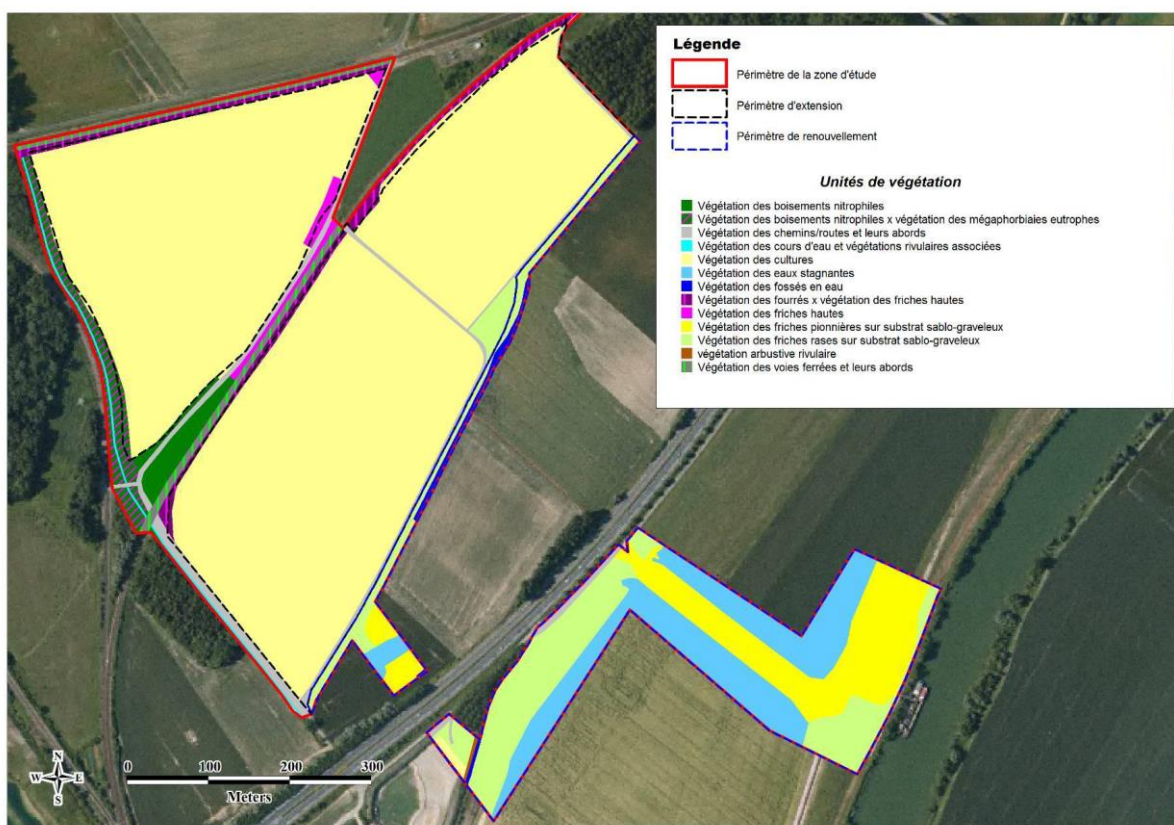 Légende
Périmètre de la zone d'étude
Périmètre d'extension
Périmètre de renouvellement
Unités de végétation
Végétation des boisements nitrophiles
Végétation des boisements nitrophiles x végétation des mégaphorbiaies eutrophes
Végétation des chemins/routes et leurs abords
Végétation des cours d'eau et végétations rivulaires associées
Végétation des cultures
Végétation des eaux stagnantes
Végétation des fossés en eau
Végétation des fourrés x végétation des friches hautes
Végétation des friches hautes
Végétation des friches pionnières sur substrat sablo-graveleux
Végétation des friches rases sur substrat sablo-graveleux
végétation arbustive rivulaire
Végétation des voies ferrées et leurs abords
N
W E
S
0 100 200 300
Meters